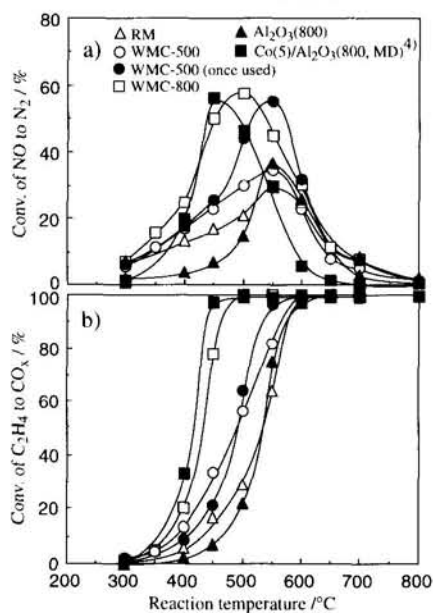 a)
△ RM
○ WMC-500
● WMC-500 (once used)
□ WMC-800
▲ Al₂O₃(800)
■ Co(5)/Al₂O₃(800, MD)⁴⁾
Conv. of NO to N₂ / %
80
60
40
20
0
b)
Conv. of C₂H₄ to COₓ / %
100
80
60
40
20
0
200 300 400 500 600 700 800
Reaction temperature /°C